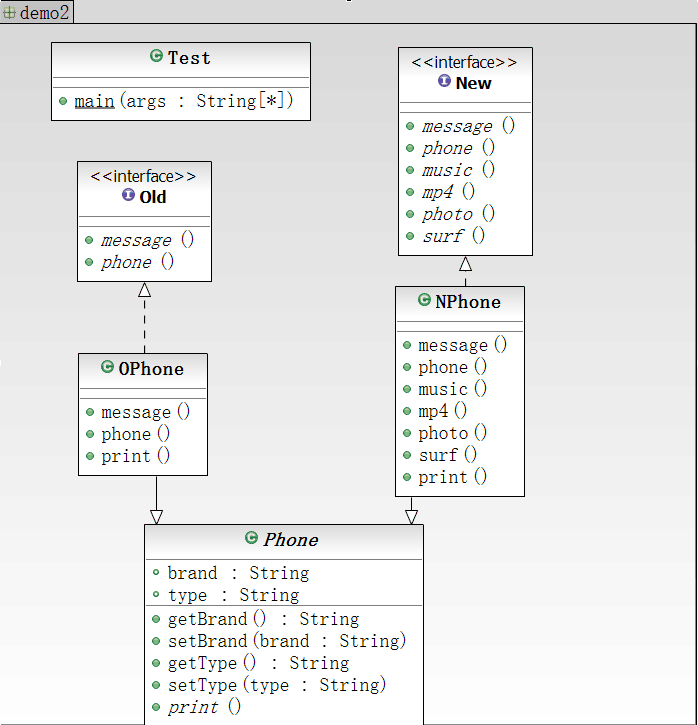 demo2
Test
main(args : String[*])
<<interface>>
New
message ()
phone ()
music ()
mp4 ()
photo ()
surf ()
<<interface>>
Old
message ()
phone ()
NPhone
message()
phone()
music()
mp4()
photo()
surf()
print()
OPhone
message()
phone()
print()
Phone
brand : String
type : String
getBrand() : String
setBrand(brand : String)
getType() : String
setType(type : String)
print ()